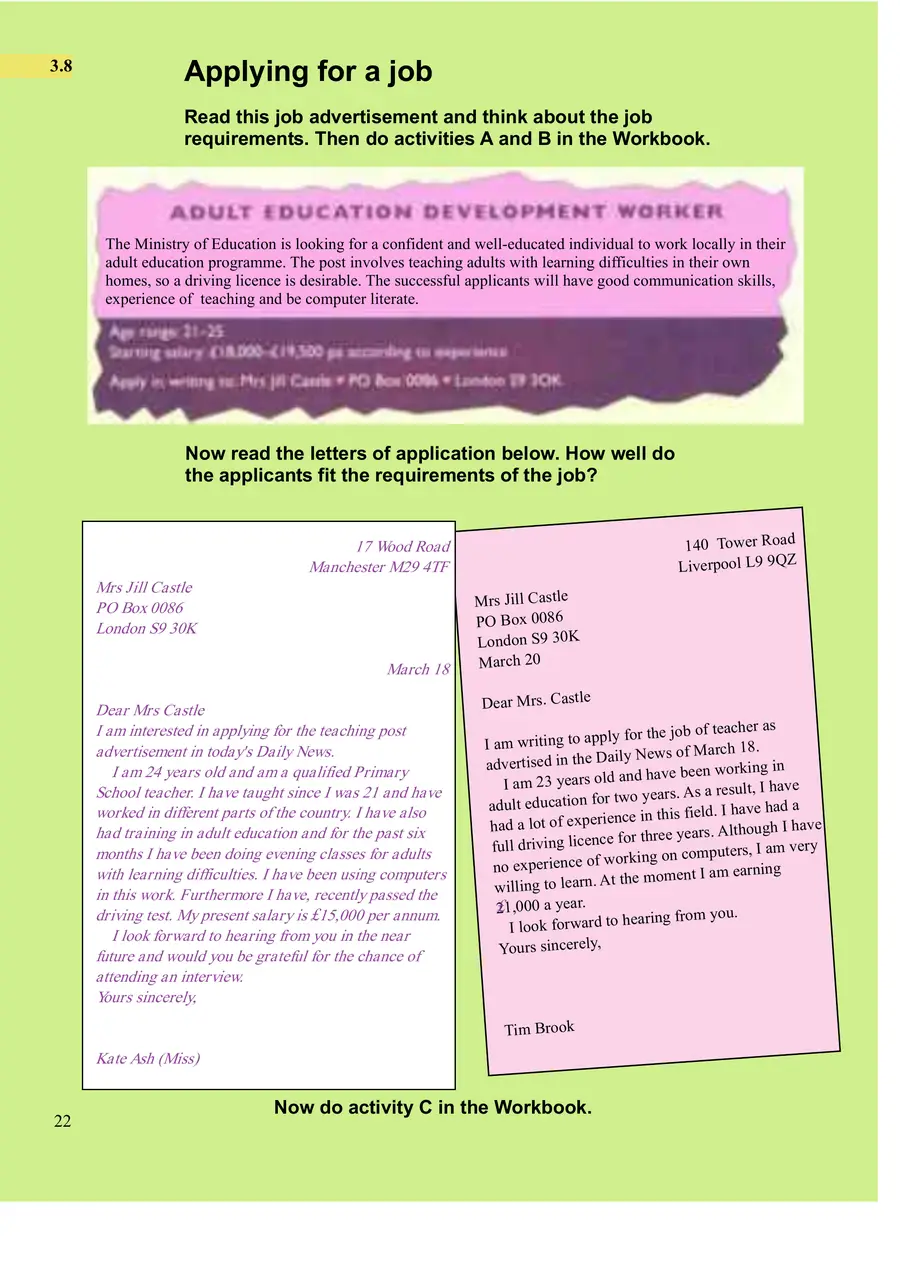 3.8
Applying for a job
Read this job advertisement and think about the job
requirements. Then do activities A and B in the Workbook.
ADULT EDUCATION DEVELOPMENT WORKER
The Ministry of Education is looking for a confident and well-educated individual to work locally in their
adult education programme. The post involves teaching adults with learning difficulties in their own
homes, so a driving licence is desirable. The successful applicants will have good communication skills,
experience of teaching and be computer literate.
Age range: 21-25
Starting salary: £18,000-£19,500 pa according to experience
Apply in writing to: Mrs Jill Castle • PO Box 0086 • London S9 3OK
Now read the letters of application below. How well do
the applicants fit the requirements of the job?
17 Wood Road
Manchester M29 4TF
Mrs Jill Castle
PO Box 0086
London S9 30K
March 18
Dear Mrs Castle
I am interested in applying for the teaching post
advertisement in today's Daily News.
I am 24 years old and am a qualified Primary
School teacher. I have taught since I was 21 and have
worked in different parts of the country. I have also
had training in adult education and for the past six
months I have been doing evening classes for adults
with learning difficulties. I have been using computers
in this work. Furthermore I have, recently passed the
driving test. My present salary is £15,000 per annum.
I look forward to hearing from you in the near
future and would you be grateful for the chance of
attending an interview.
Yours sincerely,
Kate Ash (Miss)
140 Tower Road
Liverpool L9 9QZ
Mrs Jill Castle
PO Box 0086
London S9 30K
March 20
Dear Mrs. Castle
I am writing to apply for the job of teacher as
advertised in the Daily News of March 18.
I am 23 years old and have been working in
adult education for two years. As a result, I have
had a lot of experience in this field. I have had a
full driving licence for three years. Although I have
no experience of working on computers, I am very
willing to learn. At the moment I am earning
21,000 a year.
I look forward to hearing from you.
Yours sincerely,
Tim Brook
Now do activity C in the Workbook.
22